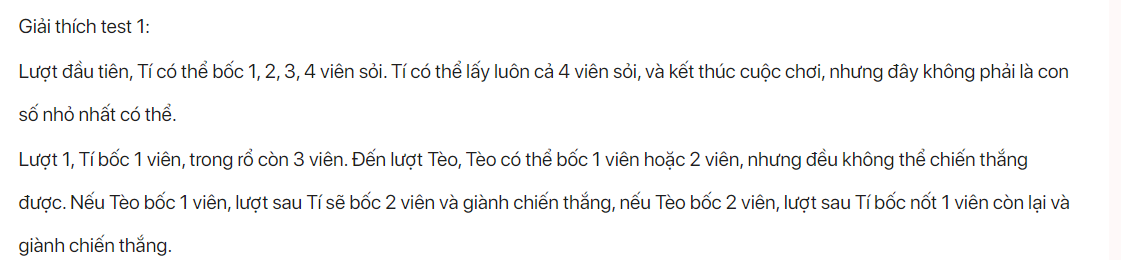 Giải thích test 1:
Lượt đầu tiên, Tí có thể bốc 1, 2, 3, 4 viên sỏi. Tí có thể lấy luôn cả 4 viên sỏi, và kết thúc cuộc chơi, nhưng đây không phải là con
số nhỏ nhất có thể.
Lượt 1, Tí bốc 1 viên, trong rổ còn 3 viên. Đến lượt Tèo, Tèo có thể bốc 1 viên hoặc 2 viên, nhưng đều không thể chiến thắng
được. Nếu Tèo bốc 1 viên, lượt sau Tí sẽ bốc 2 viên và giành chiến thắng, nếu Tèo bốc 2 viên, lượt sau Tí bốc nốt 1 viên còn lại và
giành chiến thắng.